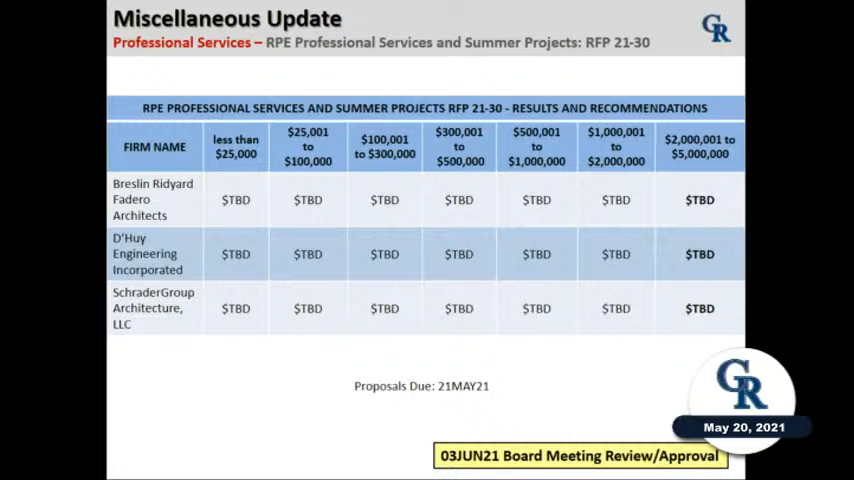 Miscellaneous Update
Professional Services – RPE Professional Services and Summer Projects: RFP 21-30
GR
RPE PROFESSIONAL SERVICES AND SUMMER PROJECTS RFP 21-30 - RESULTS AND RECOMMENDATIONS
FIRM NAME less than $25,000 $25,001 to $100,000 $100,001 to $300,000 $300,001 to $500,000 $500,001 to $1,000,000 $1,000,001 to $2,000,000 $2,000,001 to $5,000,000
Breslin Ridyard Fadero Architects $TBD $TBD $TBD $TBD $TBD $TBD $TBD
D'Huy Engineering Incorporated $TBD $TBD $TBD $TBD $TBD $TBD $TBD
SchraderGroup Architecture, LLC $TBD $TBD $TBD $TBD $TBD $TBD $TBD
Proposals Due: 21MAY21
GR
May 20, 2021
03JUN21 Board Meeting Review/Approval